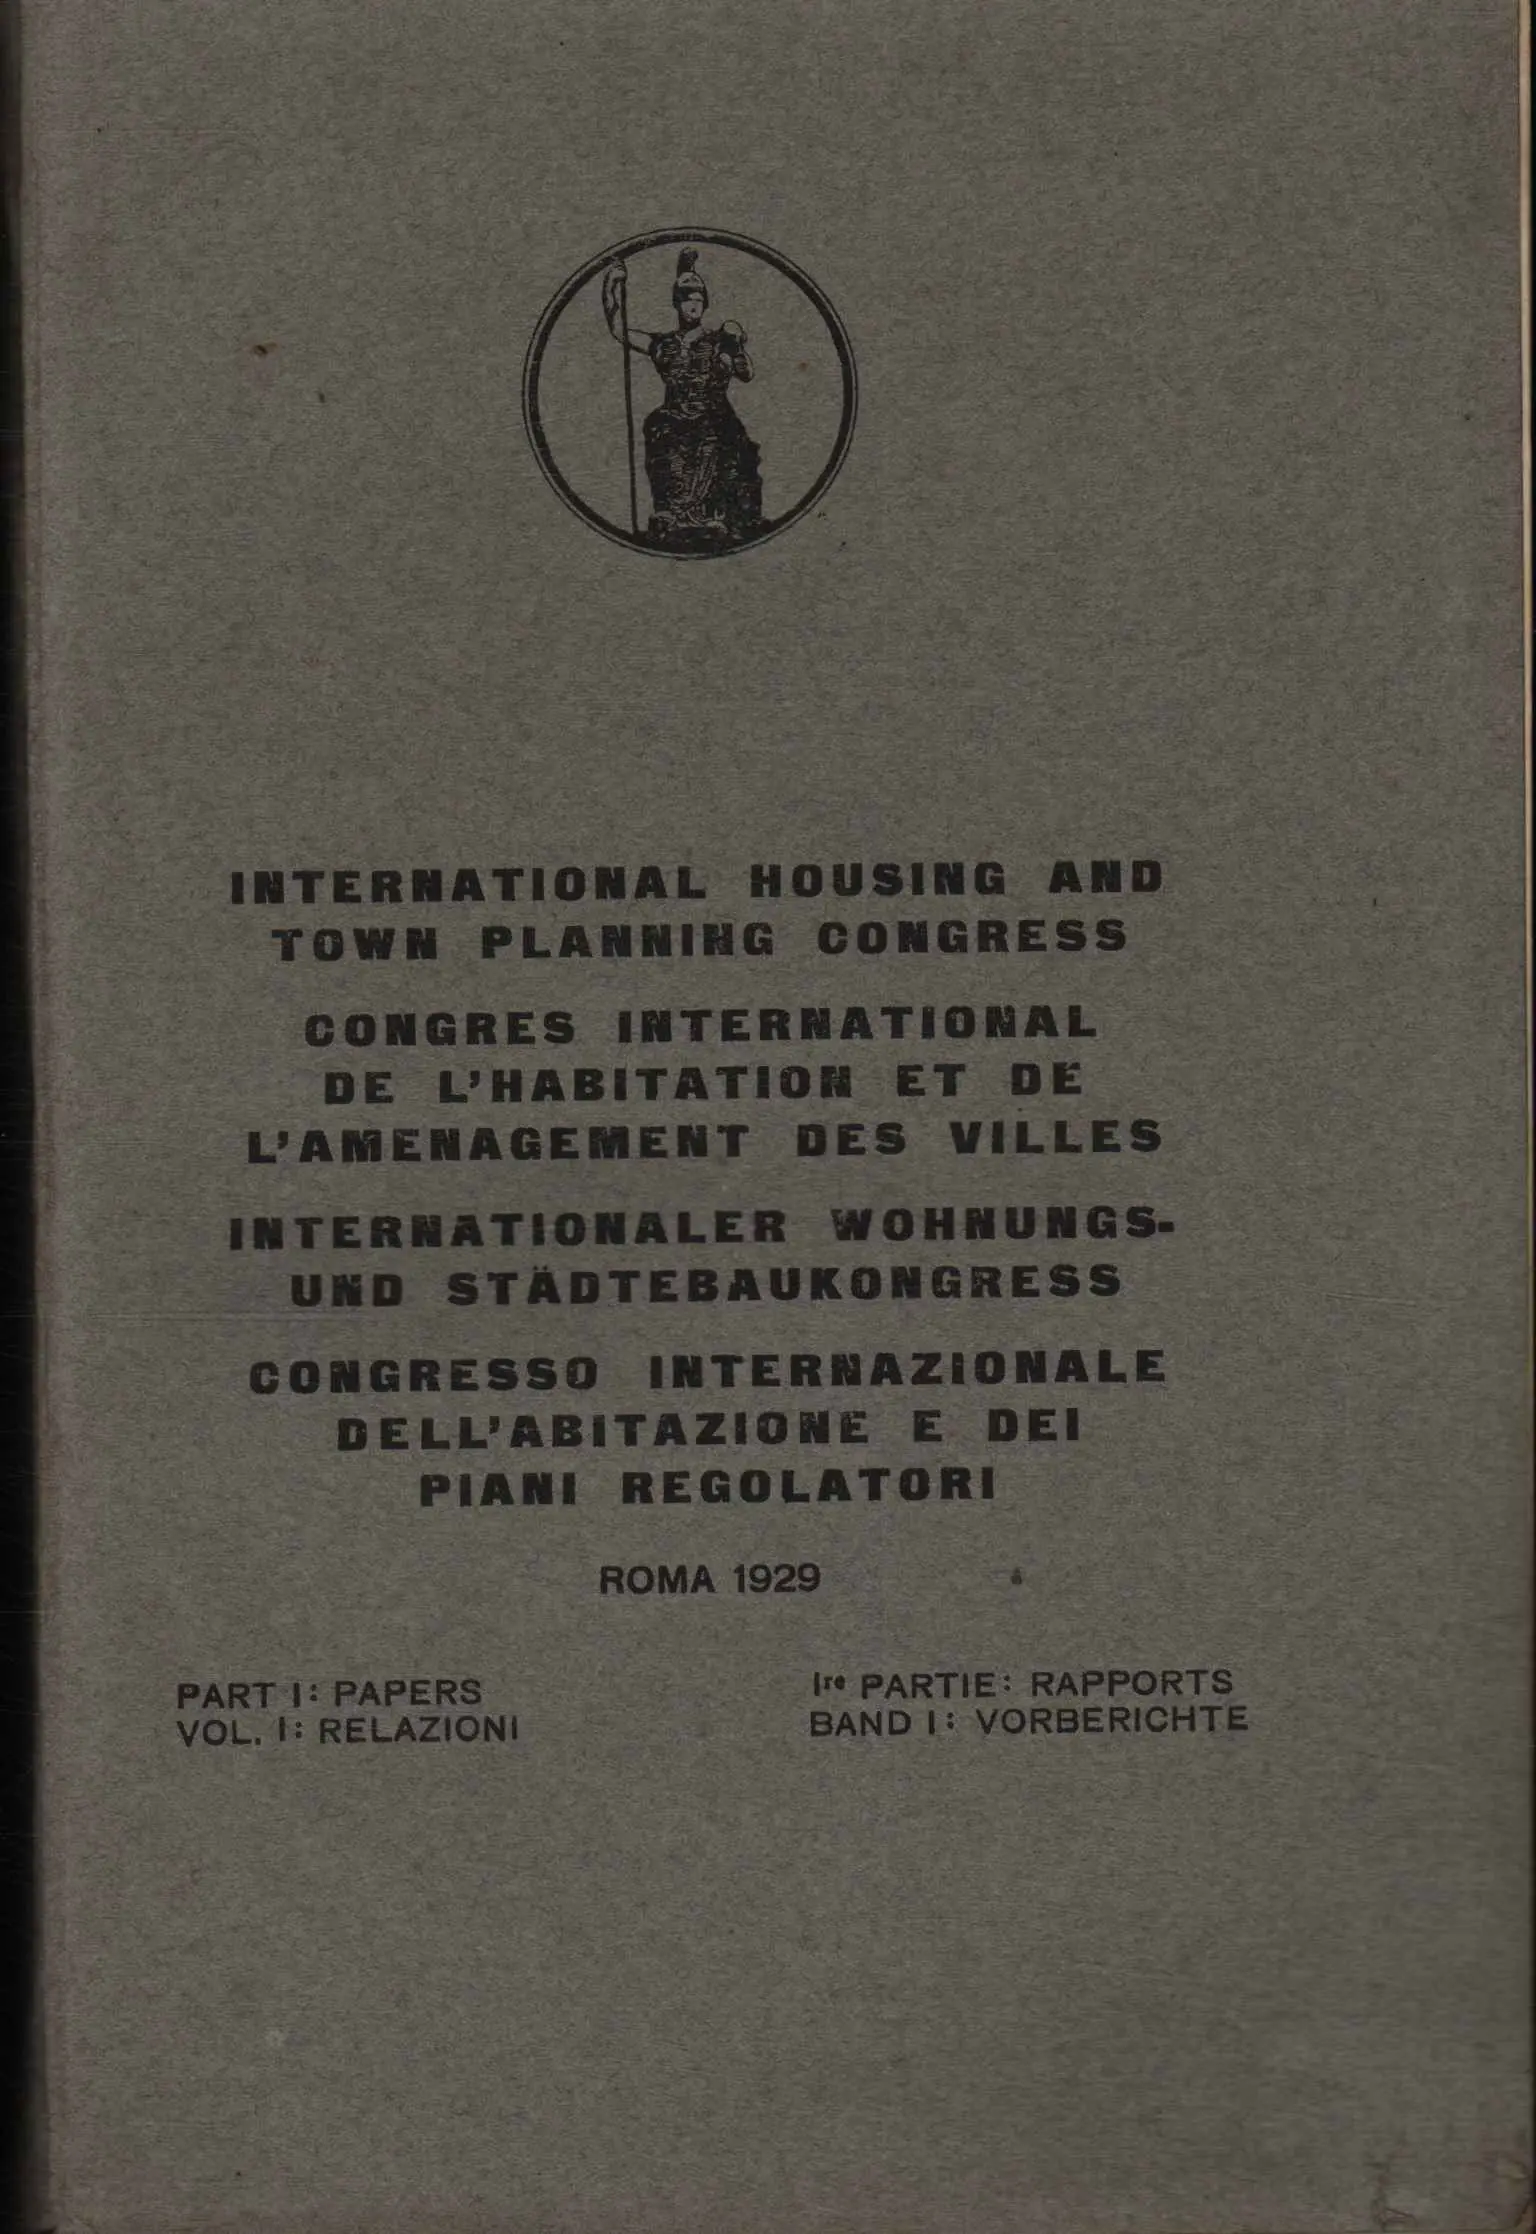 INTERNATIONAL HOUSING AND
TOWN PLANNING CONGRESS
CONGRES INTERNATIONAL
DE L'HABITATION ET DE
L'AMENAGEMENT DES VILLES
INTERNATIONALER WOHNUNGS-
UND STÄDTEBAUKONGRESS
CONGRESSO INTERNAZIONALE
DELL'ABITAZIONE E DEI
PIANI REGOLATORI
ROMA 1929
PART I: PAPERS
VOL. I: RELAZIONI
Ire PARTIE: RAPPORTS
BAND I: VORBERICHTE